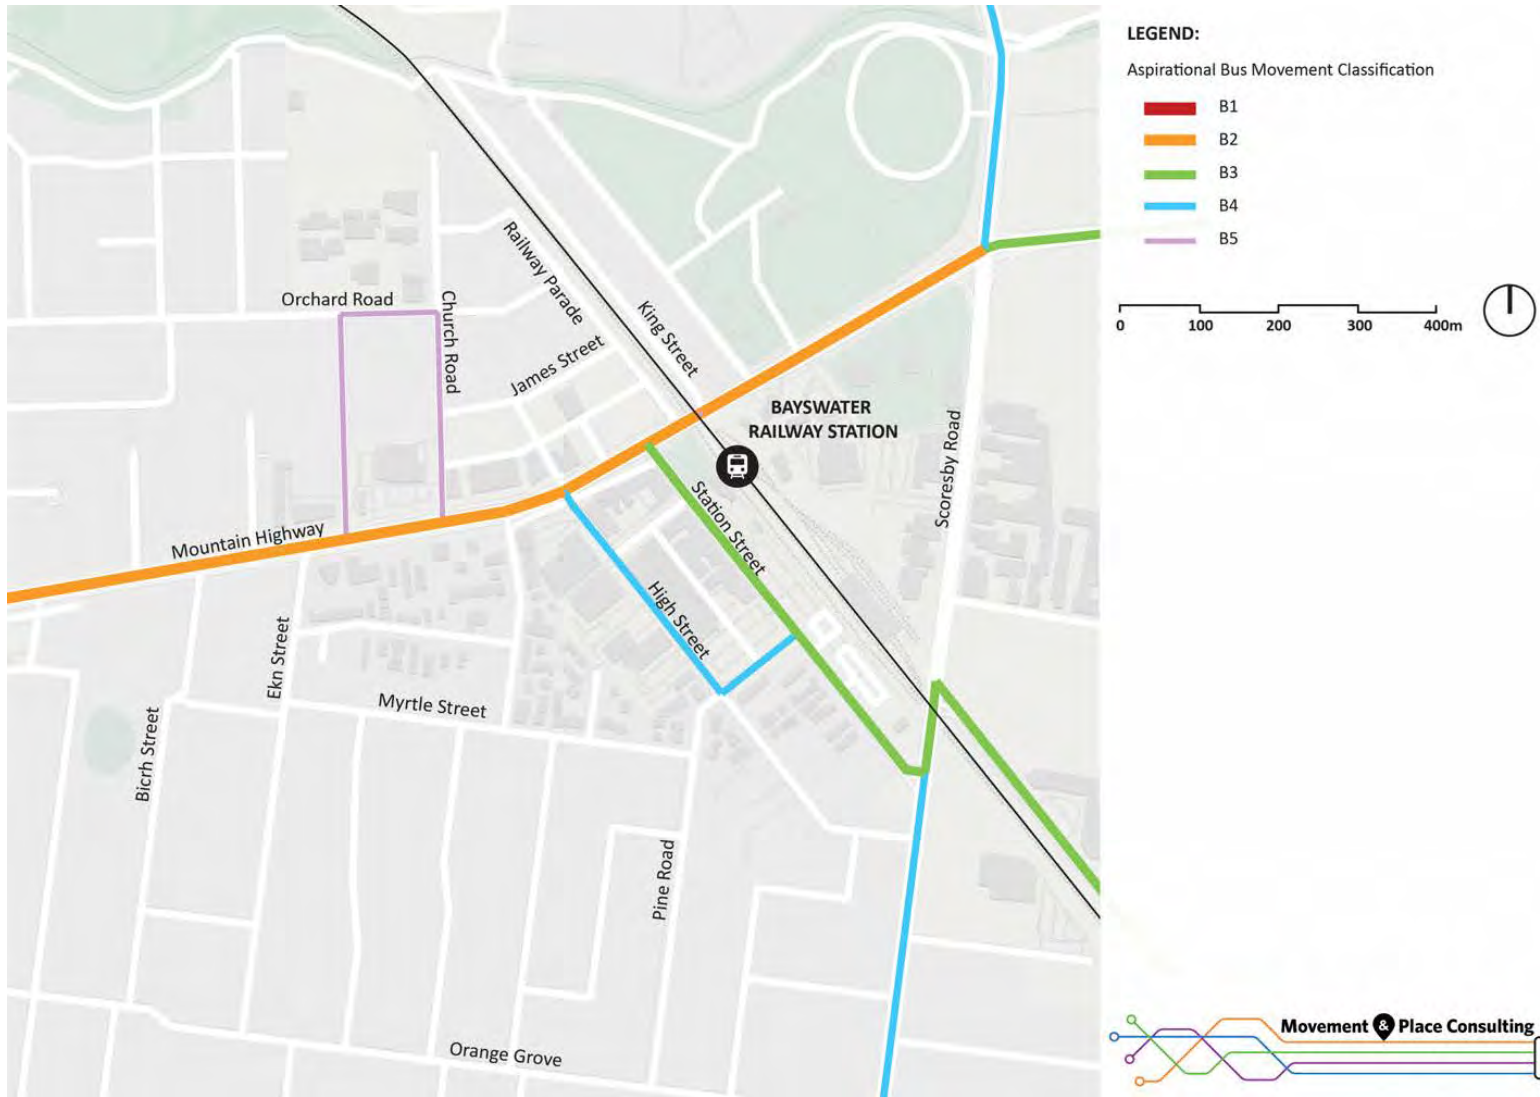 LEGEND:
Aspirational Bus Movement Classification
B1
B2
B3
B4
B5
0 100 200 300 400m
Railway Parade
King Street
Orchard Road
Church Road
James Street
BAYSWATER
RAILWAY STATION
Scoresby Road
Station Street
Mountain Highway
High Street
Ekn Street
Myrtle Street
Bicrh Street
Pine Road
Orange Grove
Movement & Place Consulting